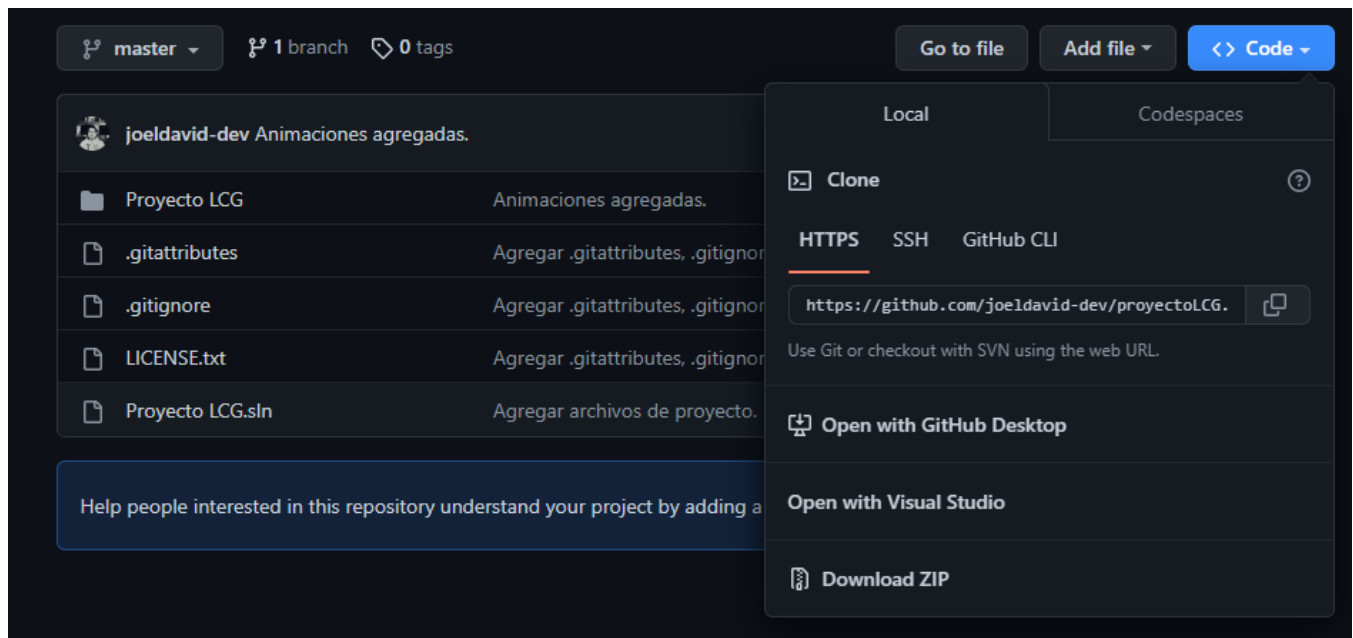 master 1 branch 0 tags Go to file Add file <> Code
joeldavid-dev Animaciones agregadas.
Proyecto LCG Animaciones agregadas.
.gitattributes Agregar .gitattributes, .gitignor
.gitignore Agregar .gitattributes, .gitignor
LICENSE.txt Agregar .gitattributes, .gitignor
Proyecto LCG.sln Agregar archivos de proyecto.
Help people interested in this repository understand your project by adding a
Local Codespaces
Clone
HTTPS SSH GitHub CLI
https://github.com/joeldavid-dev/proyectoLCG.
Use Git or checkout with SVN using the web URL.
Open with GitHub Desktop
Open with Visual Studio
Download ZIP